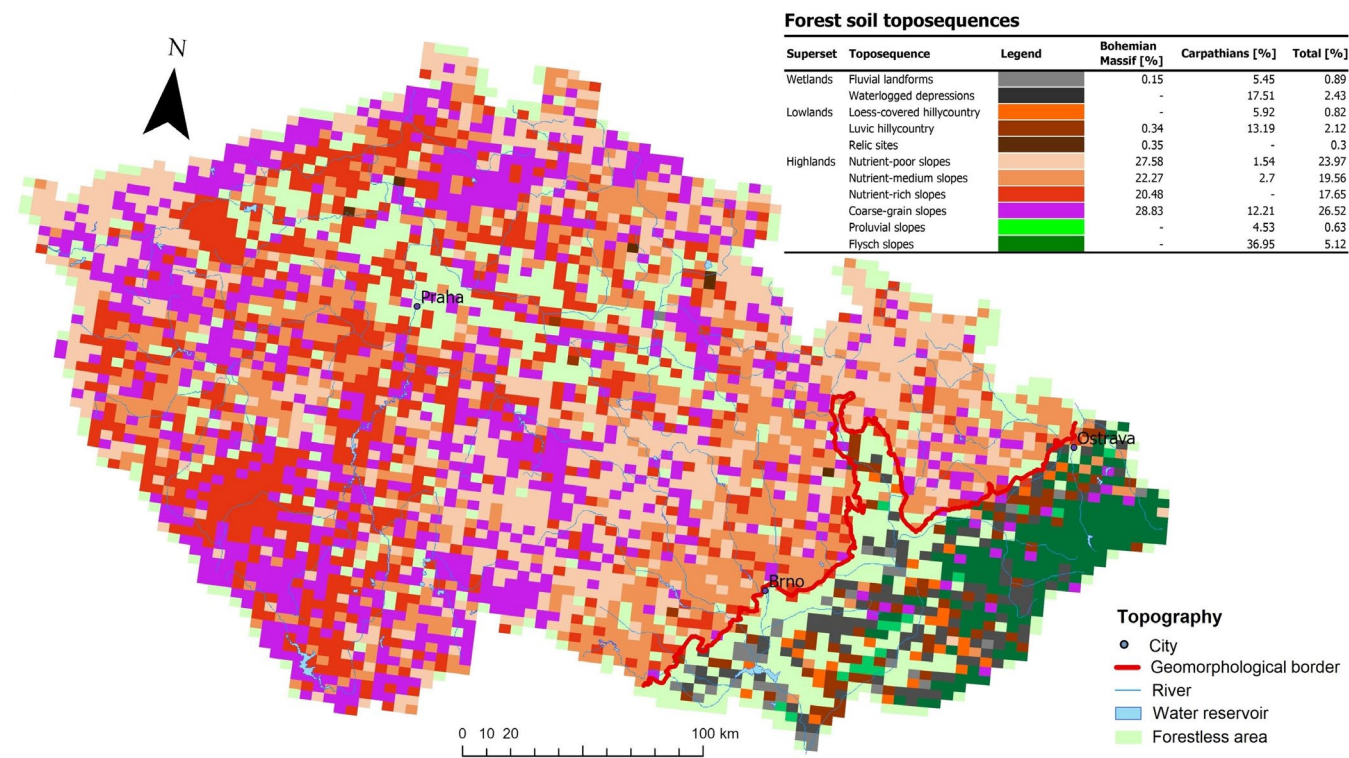 Forest soil toposequences
Superset Toposequence Legend Bohemian Massif [%] Carpathians [%] Total [%]
Wetlands Fluvial landforms 0.15 5.45 0.89
Waterlogged depressions - 17.51 2.43
Lowlands Loess-covered hillycountry - 5.92 0.82
Luvic hillycountry 0.34 13.19 2.12
Relic sites 0.35 - 0.3
Highlands Nutrient-poor slopes 27.58 1.54 23.97
Nutrient-medium slopes 22.27 2.7 19.56
Nutrient-rich slopes 20.48 - 17.65
Coarse-grain slopes 28.83 12.21 26.52
Proluvial slopes - 4.53 0.63
Flysch slopes - 36.95 5.12
N
Praha
Ostrava
Brno
Topography
City
Geomorphological border
River
Water reservoir
Forestless area
0 10 20 100 km